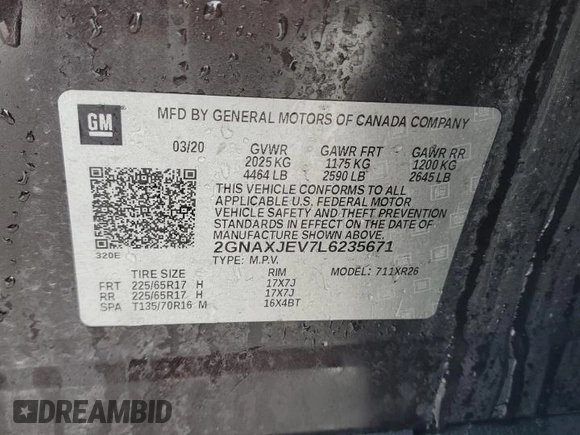 GM
MFD BY GENERAL MOTORS OF CANADA COMPANY
03/20 GVWR GAWR FRT GAWR RR
2025 KG 1175 KG 1200 KG
4464 LB 2590 LB 2645 LB
THIS VEHICLE CONFORMS TO ALL
APPLICABLE U.S. FEDERAL MOTOR
VEHICLE SAFETY AND THEFT PREVENTION
STANDARDS IN EFFECT ON THE DATE OF
MANUFACTURE SHOWN ABOVE.
2GNAXJEV7L6235671
320E
TYPE: M.P.V.
TIRE SIZE RIM MODEL: 711XR26
FRT 225/65R17 H 17X7J
RR 225/65R17 H 17X7J
SPA T135/70R16 M 16X4BT
DREAMBID